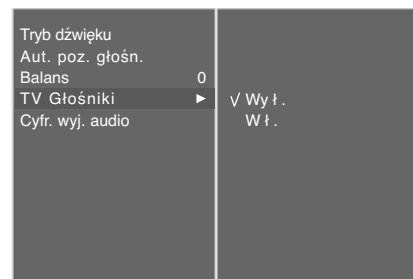 Tryb dźwięku
Aut. poz. głośn.
Balans 0
TV Głośniki ►
Cyfr. wyj. audio
√ Wył.
Wł.